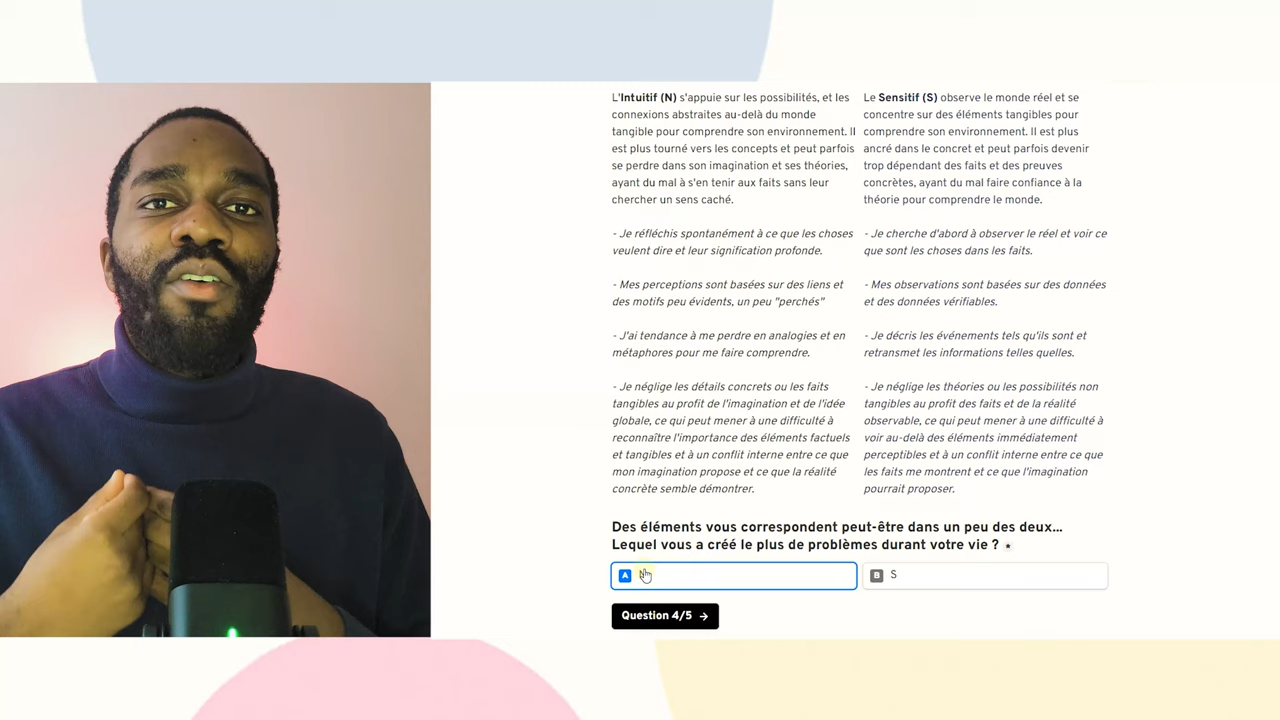 L'Intuitif (N) s'appuie sur les possibilités, et les
connexions abstraites au-delà du monde
tangible pour comprendre son environnement. Il
est plus tourné vers les concepts et peut parfois
se perdre dans son imagination et ses théories,
ayant du mal à s'en tenir aux faits sans leur
chercher un sens caché.
- Je réfléchis spontanément à ce que les choses
veulent dire et leur signification profonde.
- Mes perceptions sont basées sur des liens et
des motifs peu évidents, un peu "perchés"
- J'ai tendance à me perdre en analogies et en
métaphores pour me faire comprendre.
- Je néglige les détails concrets ou les faits
tangibles au profit de l'imagination et de l'idée
globale, ce qui peut mener à une difficulté à
reconnaître l'importance des éléments factuels
et tangibles et à un conflit interne entre ce que
mon imagination propose et ce que la réalité
concrète semble démontrer.
Le Sensitif (S) observe le monde réel et se
concentre sur des éléments tangibles pour
comprendre son environnement. Il est plus
ancré dans le concret et peut parfois devenir
trop dépendant des faits et des preuves
concrètes, ayant du mal faire confiance à la
théorie pour comprendre le monde.
- Je cherche d'abord à observer le réel et voir ce
que sont les choses dans les faits.
- Mes observations sont basées sur des données
et des données vérifiables.
- Je décris les événements tels qu'ils sont et
retransmet les informations telles quelles.
- Je néglige les théories ou les possibilités non
tangibles au profit des faits et de la réalité
observable, ce qui peut mener à une difficulté à
voir au-delà des éléments immédiatement
perceptibles et à un conflit interne entre ce que
les faits me montrent et ce que l'imagination
pourrait proposer.
Des éléments vous correspondent peut-être dans un peu des deux...
Lequel vous a créé le plus de problèmes durant votre vie ? *
A
B S
Question 4/5 →